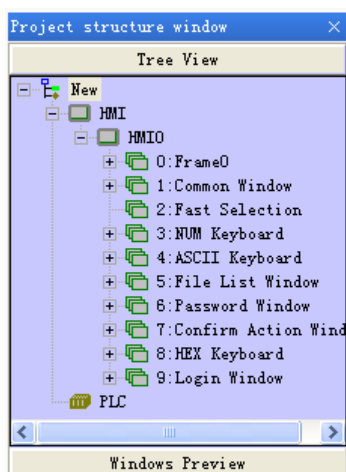 Project structure window
Tree View
New
HMI
HMI0
0:Frame0
1:Common Window
2:Fast Selection
3:NUM Keyboard
4:ASCII Keyboard
5:File List Window
6:Password Window
7:Confirm Action Wind
8:HEX Keyboard
9:Login Window
PLC
Windows Preview